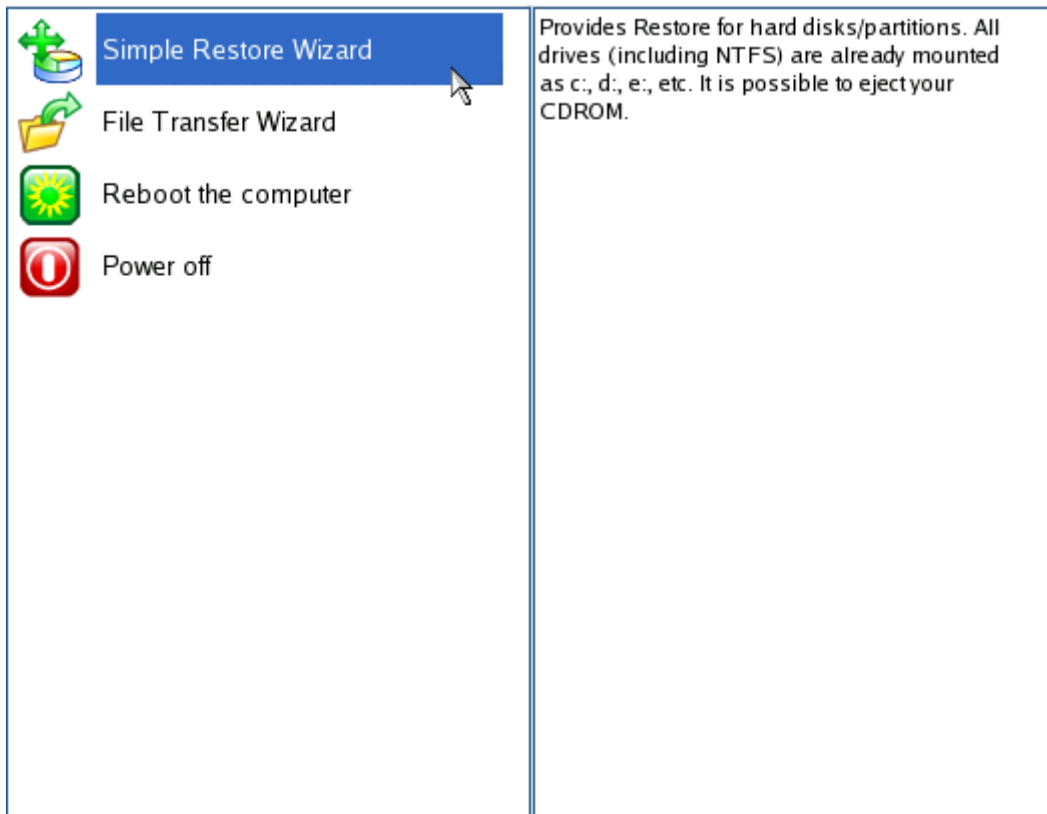 Simple Restore Wizard
File Transfer Wizard
Reboot the computer
Power off
Provides Restore for hard disks/partitions. All
drives (including NTFS) are already mounted
as c:, d:, e:, etc. It is possible to eject your
CDROM.